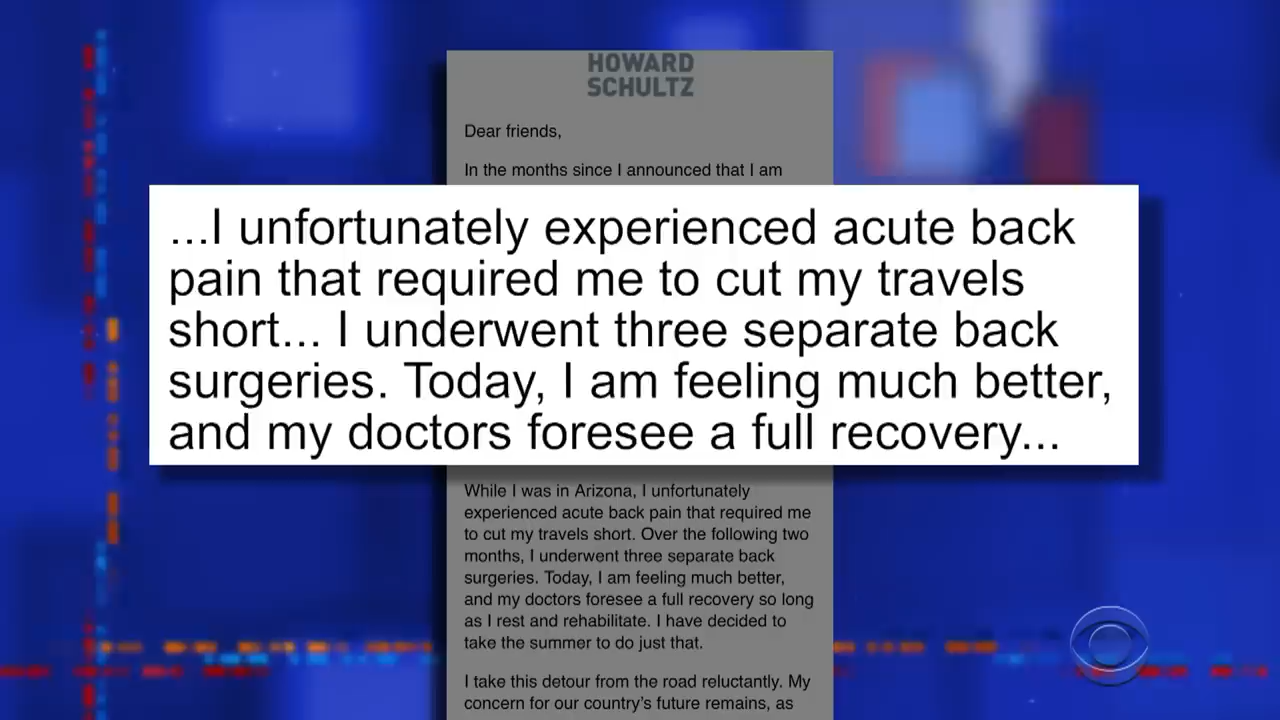 HOWARD
SCHULTZ
Dear friends,
In the months since I announced that I am
...I unfortunately experienced acute back
pain that required me to cut my travels
short... I underwent three separate back
surgeries. Today, I am feeling much better,
and my doctors foresee a full recovery...
While I was in Arizona, I unfortunately
experienced acute back pain that required me
to cut my travels short. Over the following two
months, I underwent three separate back
surgeries. Today, I am feeling much better,
and my doctors foresee a full recovery so long
as I rest and rehabilitate. I have decided to
take the summer to do just that.
I take this detour from the road reluctantly. My
concern for our country's future remains, as